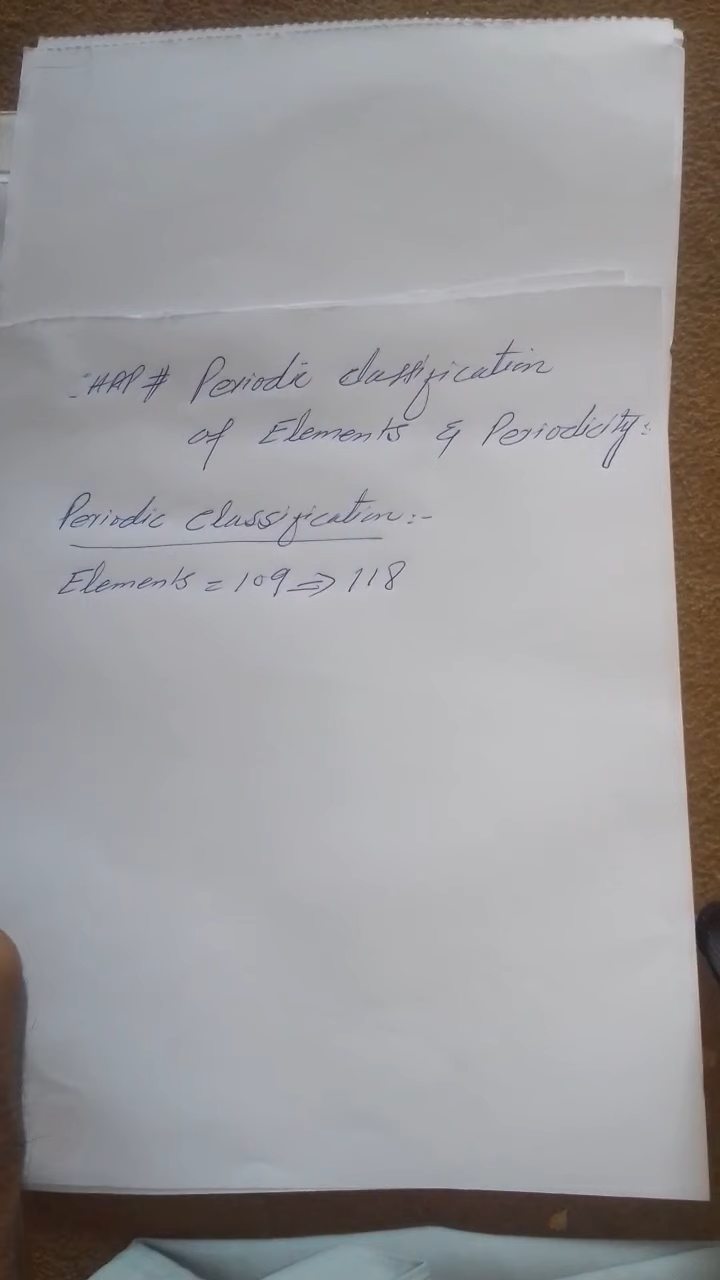 CHAP # Periodic classification
of Elements & Periodicity:
Periodic classification:-
Elements = 109 ⇒ 118